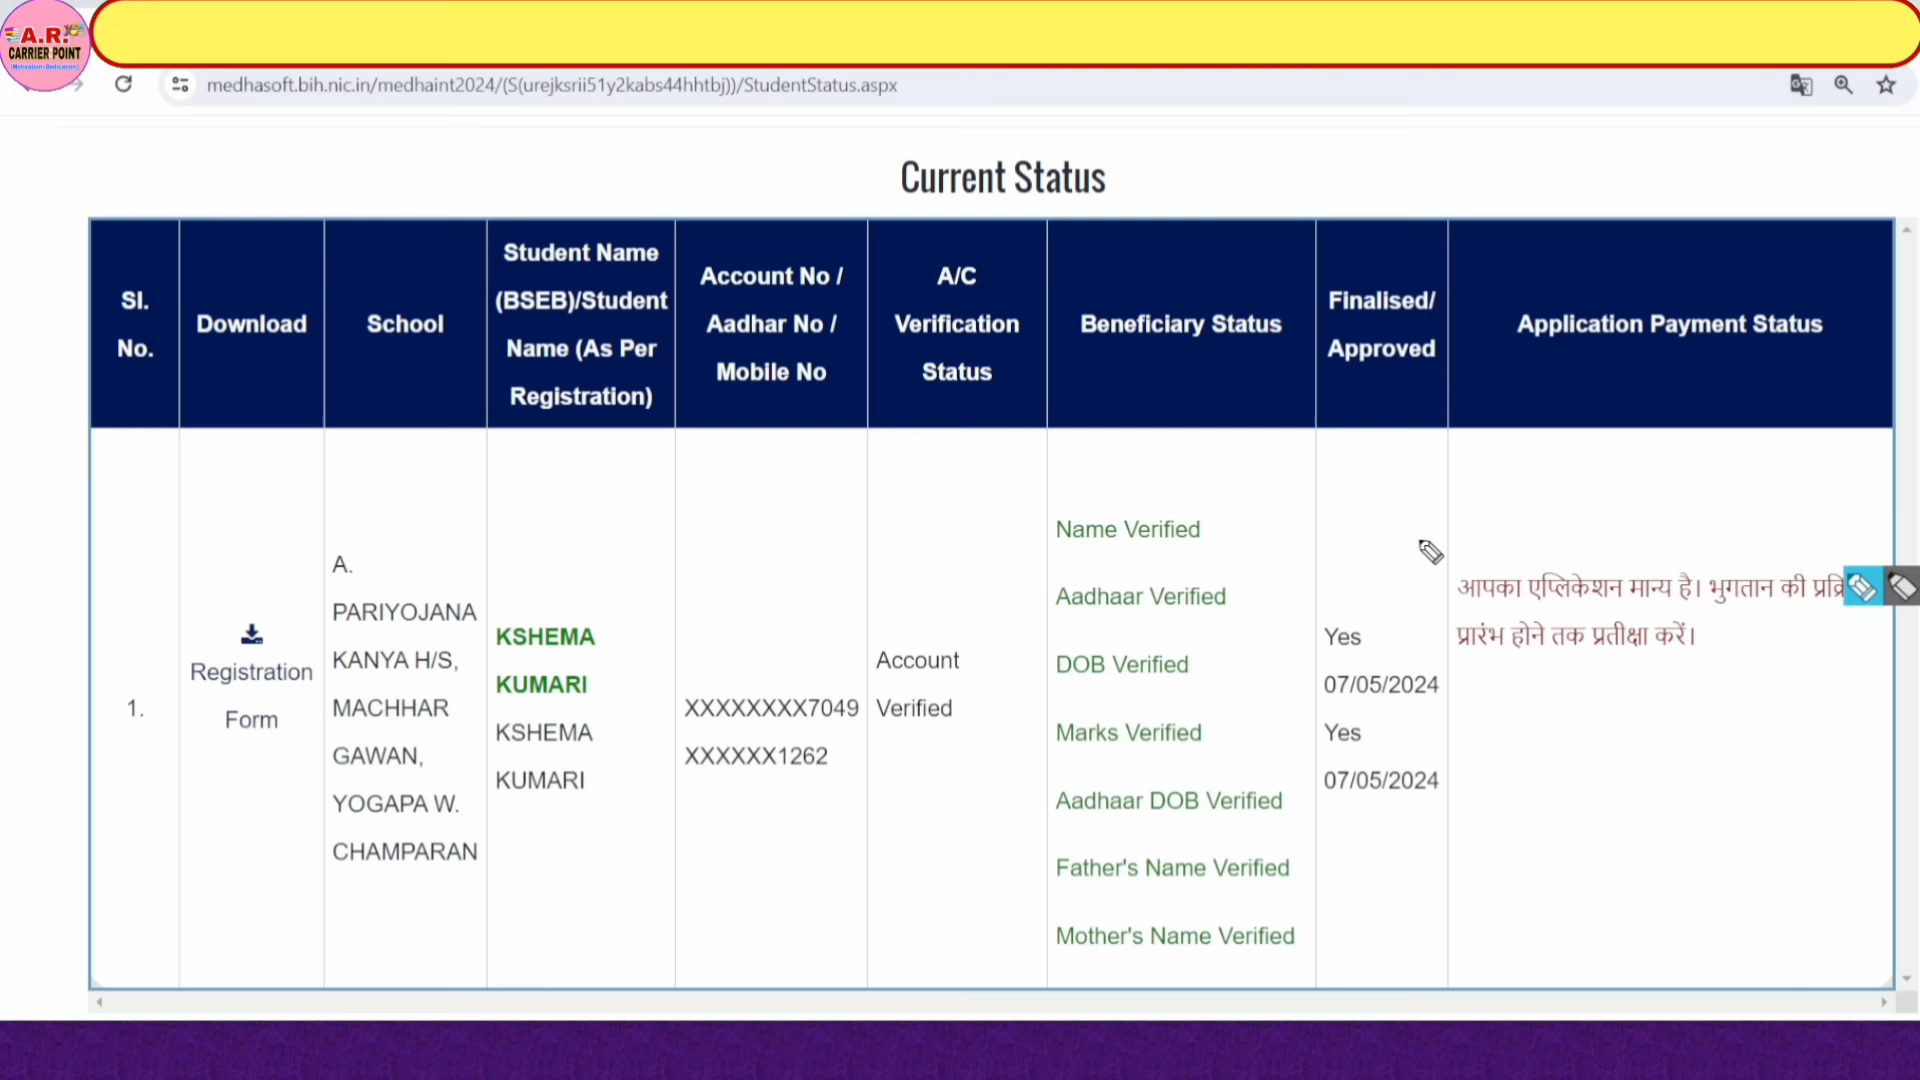 A.R.
CARRIER POINT
medhasoft.bih.nic.in/medhaint2024/(S(urejksrii51y2kabs44hhtbj))/StudentStatus.aspx
Current Status
Sl.
No.
Download
School
Student Name
(BSEB)/Student
Name (As Per
Registration)
Account No /
Aadhar No /
Mobile No
A/C
Verification
Status
Beneficiary Status
Finalised/
Approved
Application Payment Status
1.
Registration
Form
A.
PARIYOJANA
KANYA H/S,
MACHHAR
GAWAN,
YOGAPA W.
CHAMPARAN
KSHEMA
KUMARI
KSHEMA
KUMARI
XXXXXXXX7049
XXXXXX1262
Account
Verified
Name Verified
Aadhaar Verified
DOB Verified
Marks Verified
Aadhaar DOB Verified
Father's Name Verified
Mother's Name Verified
Yes
07/05/2024
Yes
07/05/2024
आपका एप्लिकेशन मान्य है। भुगतान की
प्रारंभ होने तक प्रतीक्षा करें।